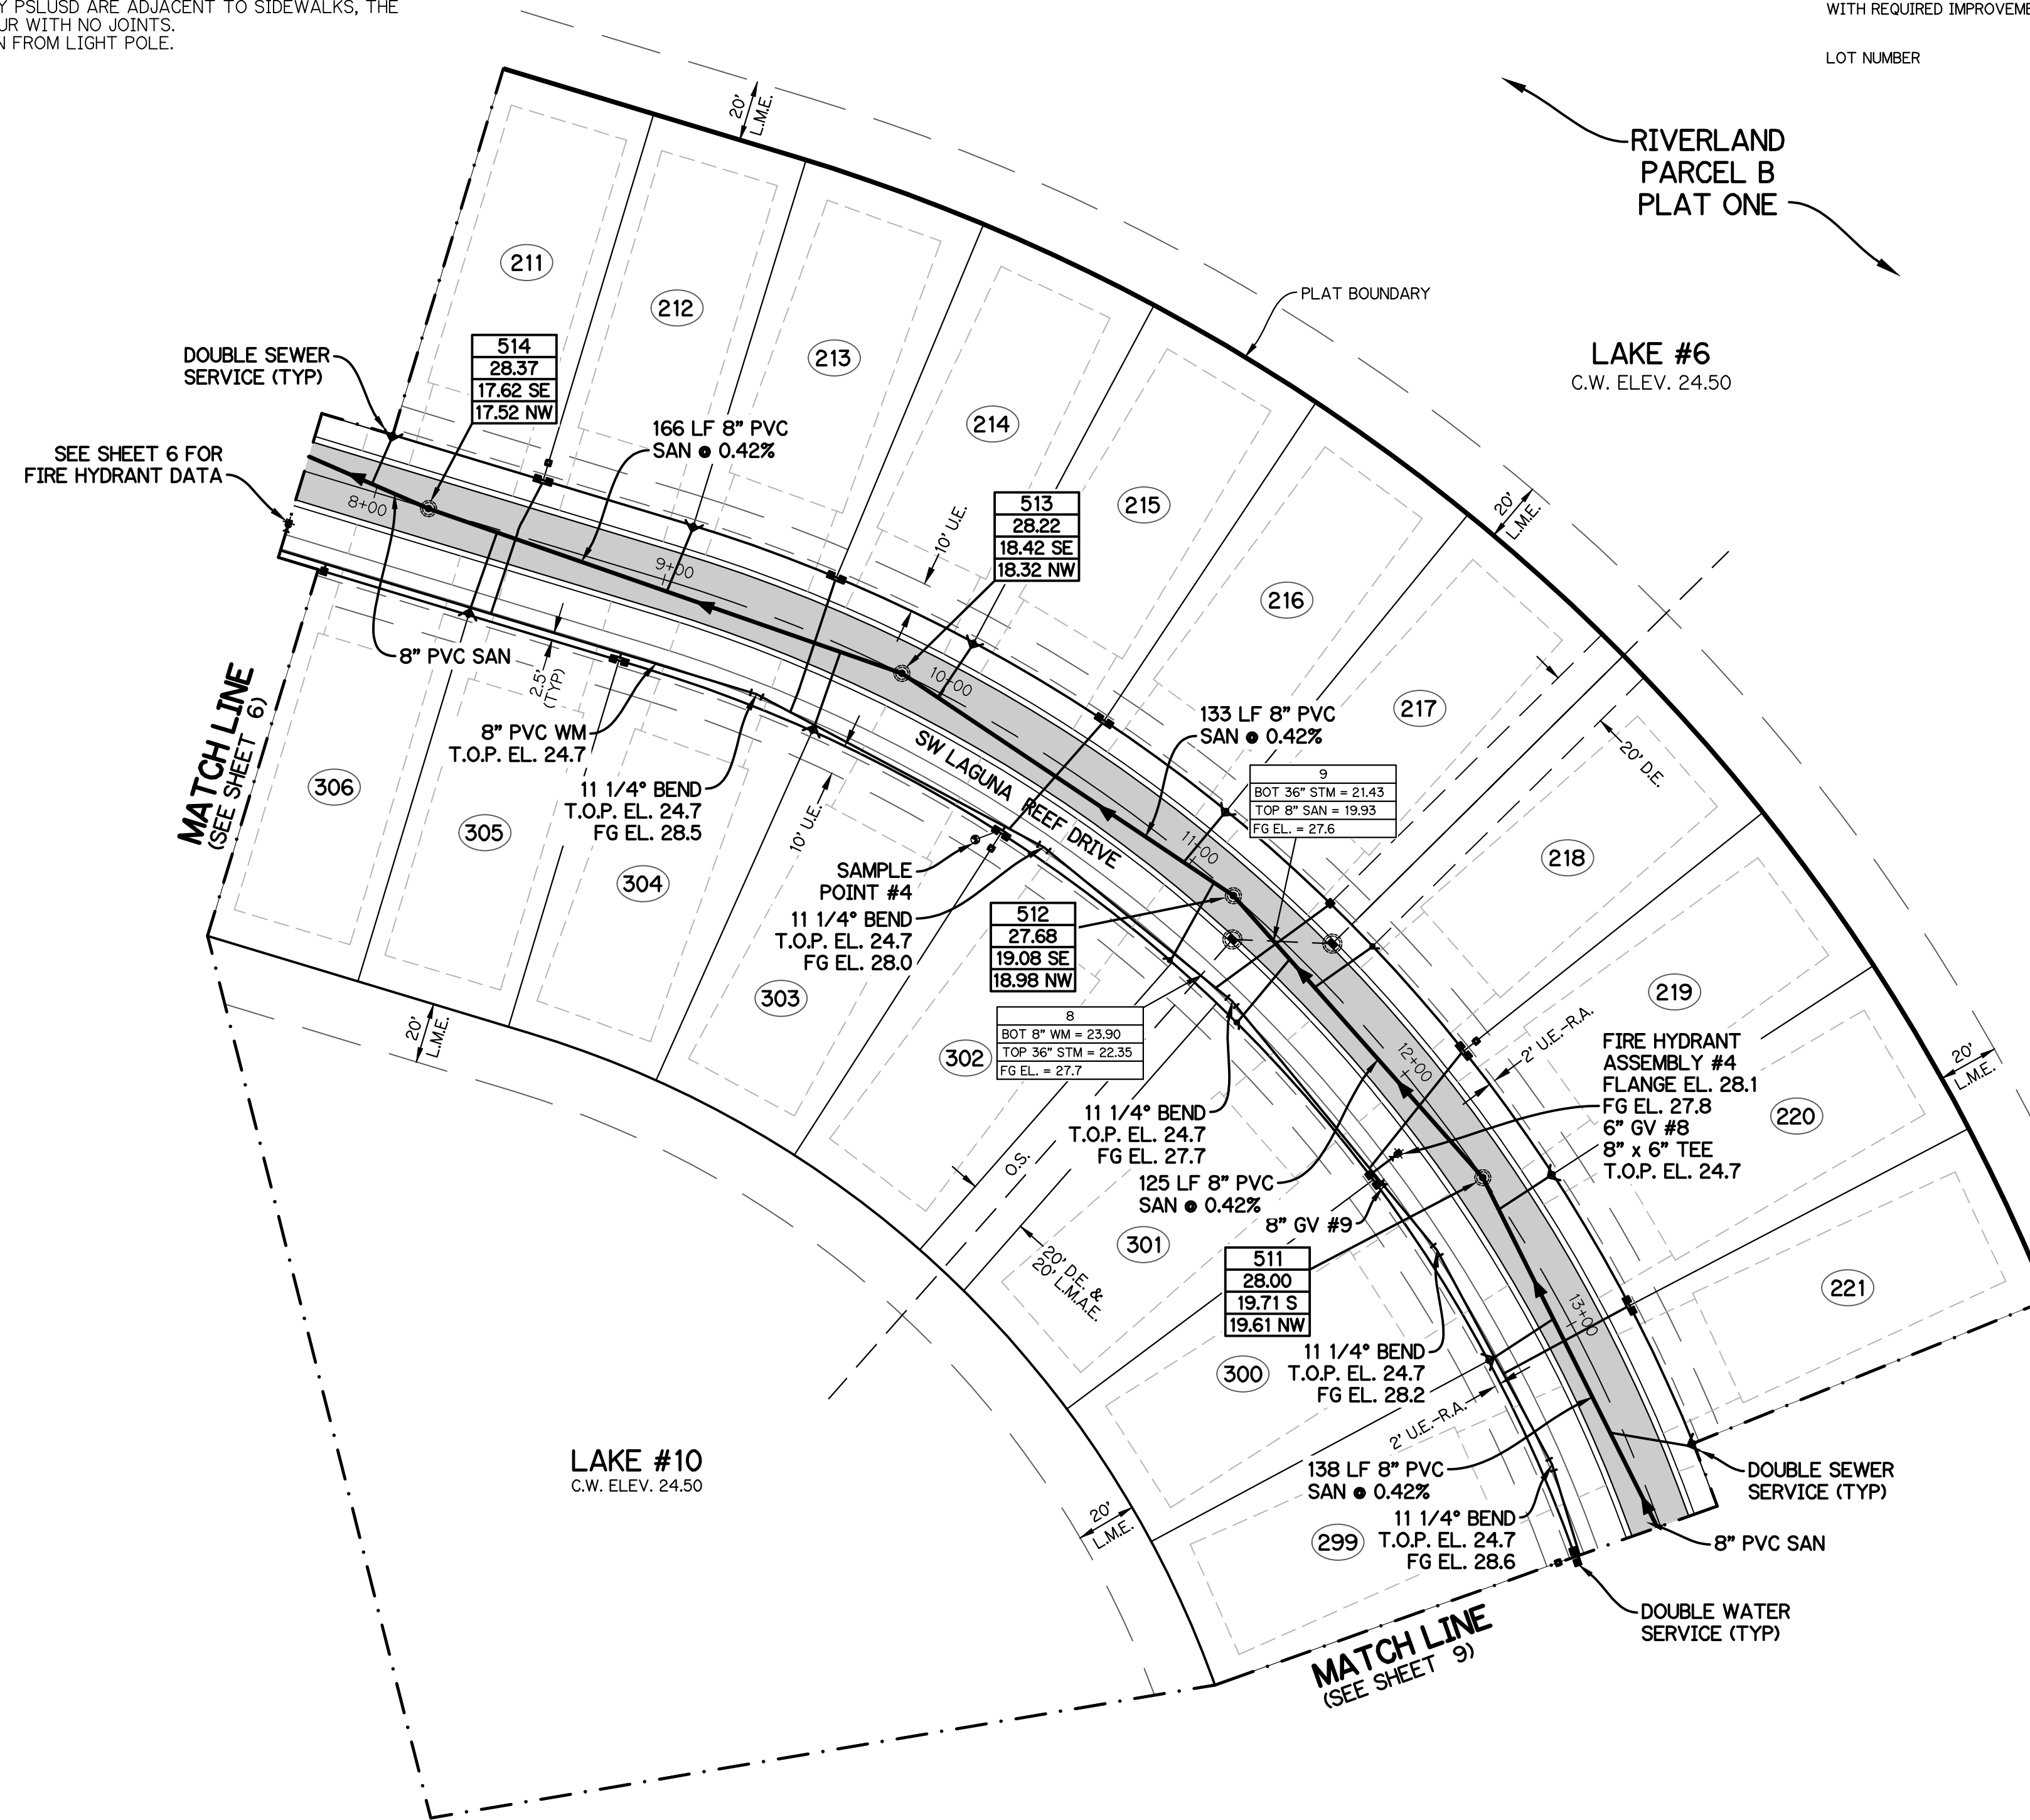 Y PSLUSD ARE ADJACENT TO SIDEWALKS, THE
UR WITH NO JOINTS.
N FROM LIGHT POLE.
WITH REQUIRED IMPROVEME
LOT NUMBER
RIVERLAND
PARCEL B
PLAT ONE
20'
L.M.E.
211
212
213
214
215
216
217
218
219
220
221
PLAT BOUNDARY
LAKE #6
C.W. ELEV. 24.50
DOUBLE SEWER
SERVICE (TYP)
514
28.37
17.62 SE
17.52 NW
166 LF 8" PVC
SAN @ 0.42%
SEE SHEET 6 FOR
FIRE HYDRANT DATA
8+00
9+00
10' U.E.
513
28.22
18.42 SE
18.32 NW
20'
L.M.E.
8" PVC SAN
2.5'
(TYP)
10+00
MATCH LINE
(SEE SHEET 6)
8" PVC WM
T.O.P. EL. 24.7
11 1/4° BEND
T.O.P. EL. 24.7
FG EL. 28.5
10' U.E.
SW LAGUNA REEF DRIVE
133 LF 8" PVC
SAN @ 0.42%
20' D.E.
9
BOT 36" STM = 21.43
TOP 8" SAN = 19.93
FG EL. = 27.6
11+00
306
305
304
303
302
301
300
299
SAMPLE
POINT #4
11 1/4° BEND
T.O.P. EL. 24.7
FG EL. 28.0
512
27.68
19.08 SE
18.98 NW
8
BOT 8" WM = 23.90
TOP 36" STM = 22.35
FG EL. = 27.7
20'
L.M.E.
11 1/4° BEND
T.O.P. EL. 24.7
FG EL. 27.7
12+00
2' U.E.-R.A.
FIRE HYDRANT
ASSEMBLY #4
FLANGE EL. 28.1
FG EL. 27.8
6" GV #8
8" x 6" TEE
T.O.P. EL. 24.7
20'
L.M.E.
O.S.
125 LF 8" PVC
SAN @ 0.42%
8" GV #9
20' D.E. &
20' L.M.A.E.
511
28.00
19.71 S
19.61 NW
13+00
11 1/4° BEND
T.O.P. EL. 24.7
FG EL. 28.2
2' U.E.-R.A.
LAKE #10
C.W. ELEV. 24.50
138 LF 8" PVC
SAN @ 0.42%
DOUBLE SEWER
SERVICE (TYP)
20'
L.M.E.
11 1/4° BEND
T.O.P. EL. 24.7
FG EL. 28.6
8" PVC SAN
DOUBLE WATER
SERVICE (TYP)
MATCH LINE
(SEE SHEET 9)